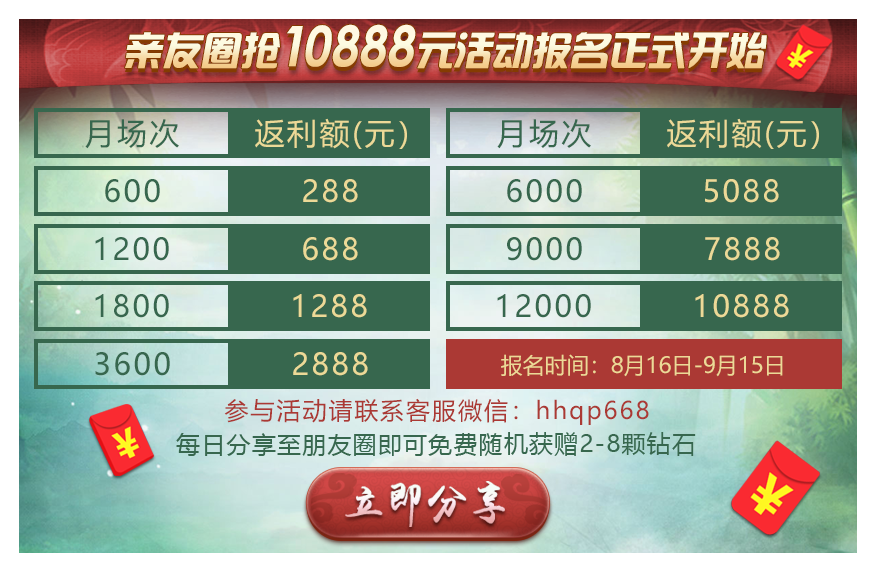 亲友圈抢10888元活动报名正式开始
月场次 返利额(元) 月场次 返利额(元)
600 288 6000 5088
1200 688 9000 7888
1800 1288 12000 10888
3600 2888 报名时间：8月16日-9月15日
参与活动请联系客服微信：hhqp668
每日分享至朋友圈即可免费随机获赠2-8颗钻石
立即分享